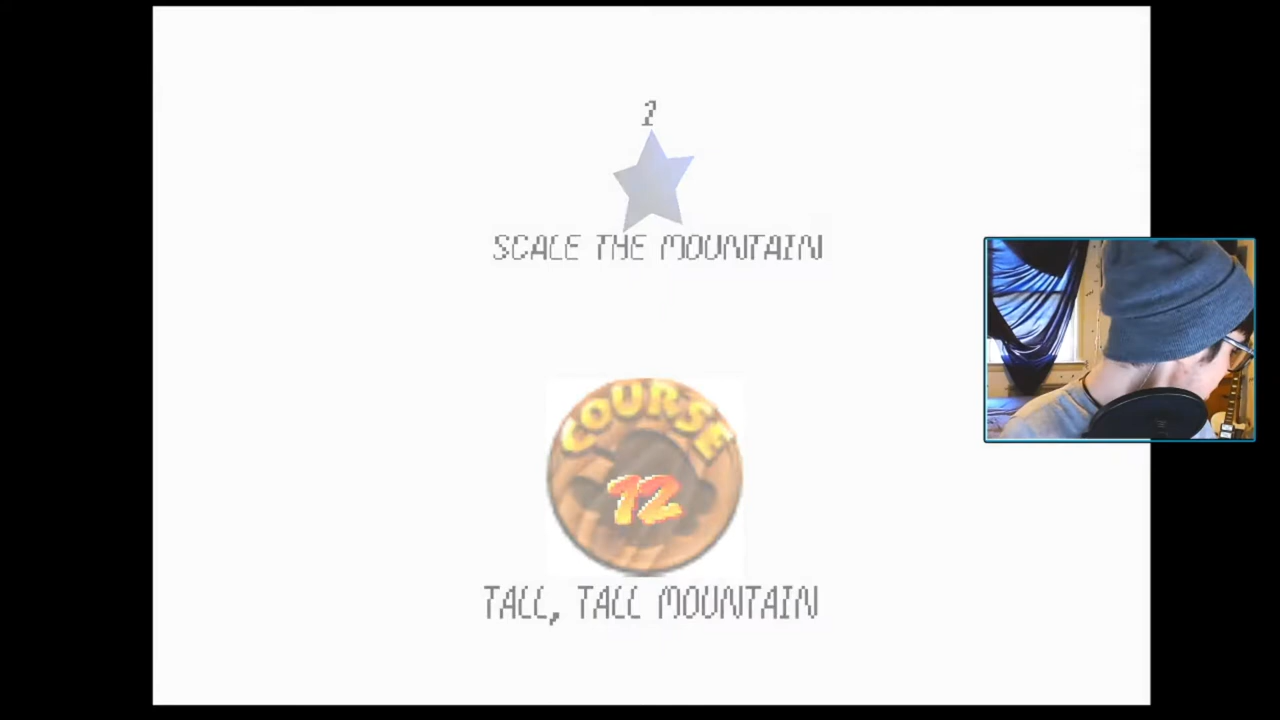 1
SCALE THE MOUNTAIN
COURSE
12
TALL, TALL MOUNTAIN